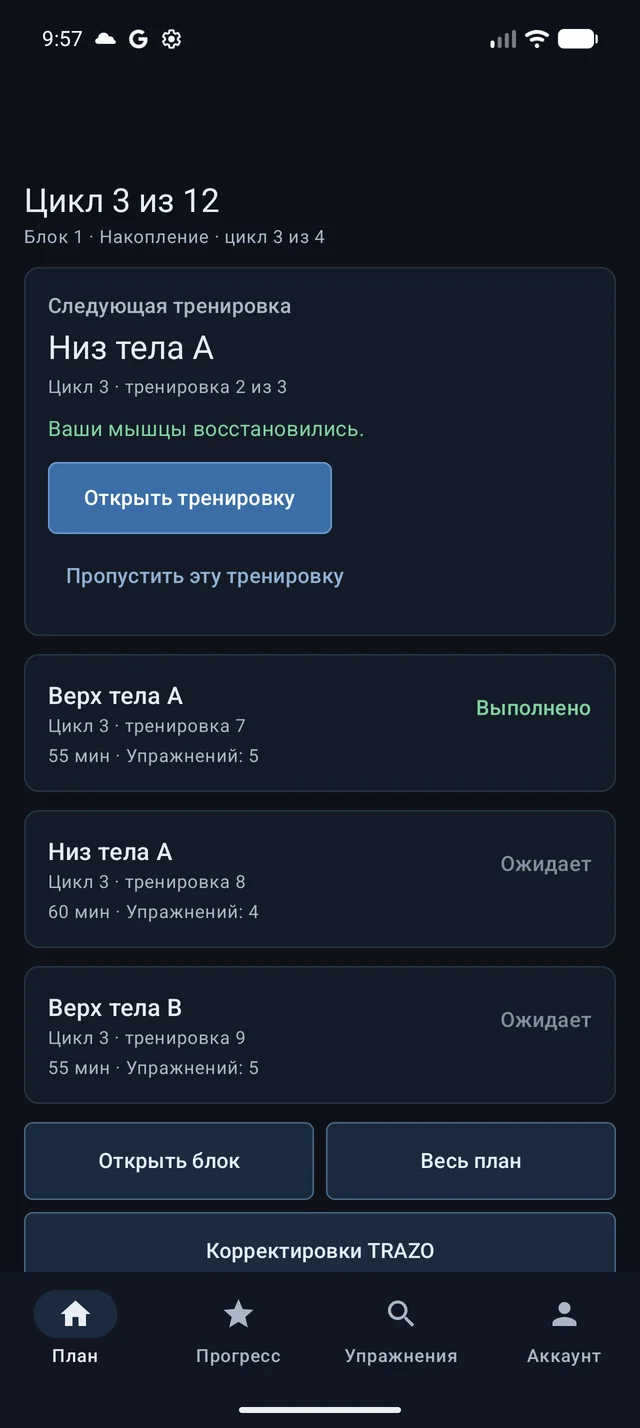 9:57
Цикл 3 из 12
Блок 1 · Накопление · цикл 3 из 4
Следующая тренировка
Низ тела A
Цикл 3 · тренировка 2 из 3
Ваши мышцы восстановились.
Открыть тренировку
Пропустить эту тренировку
Верх тела A
Цикл 3 · тренировка 7
55 мин · Упражнений: 5
Выполнено
Низ тела A
Цикл 3 · тренировка 8
60 мин · Упражнений: 4
Ожидает
Верх тела B
Цикл 3 · тренировка 9
55 мин · Упражнений: 5
Ожидает
Открыть блок
Весь план
Корректировки TRAZO
План
Прогресс
Упражнения
Аккаунт